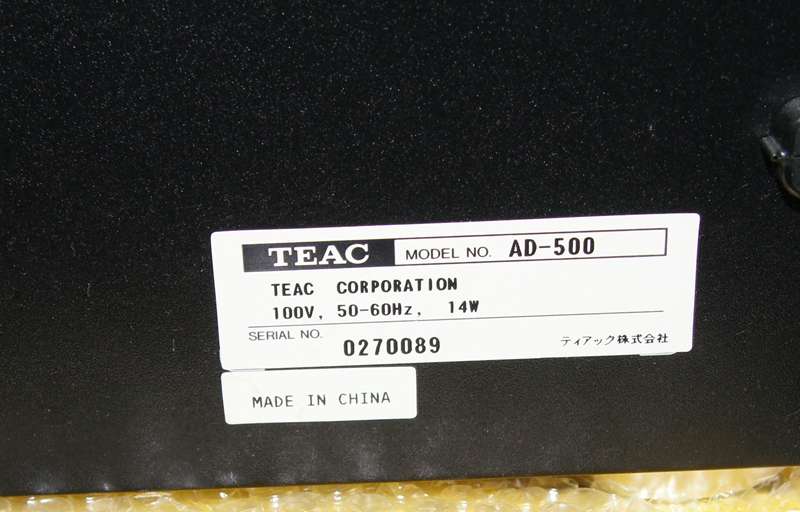 TEAC MODEL NO. AD-500
TEAC CORPORATION
100V, 50-60Hz, 14W
SERIAL NO. 0270089
ティアック株式会社
MADE IN CHINA